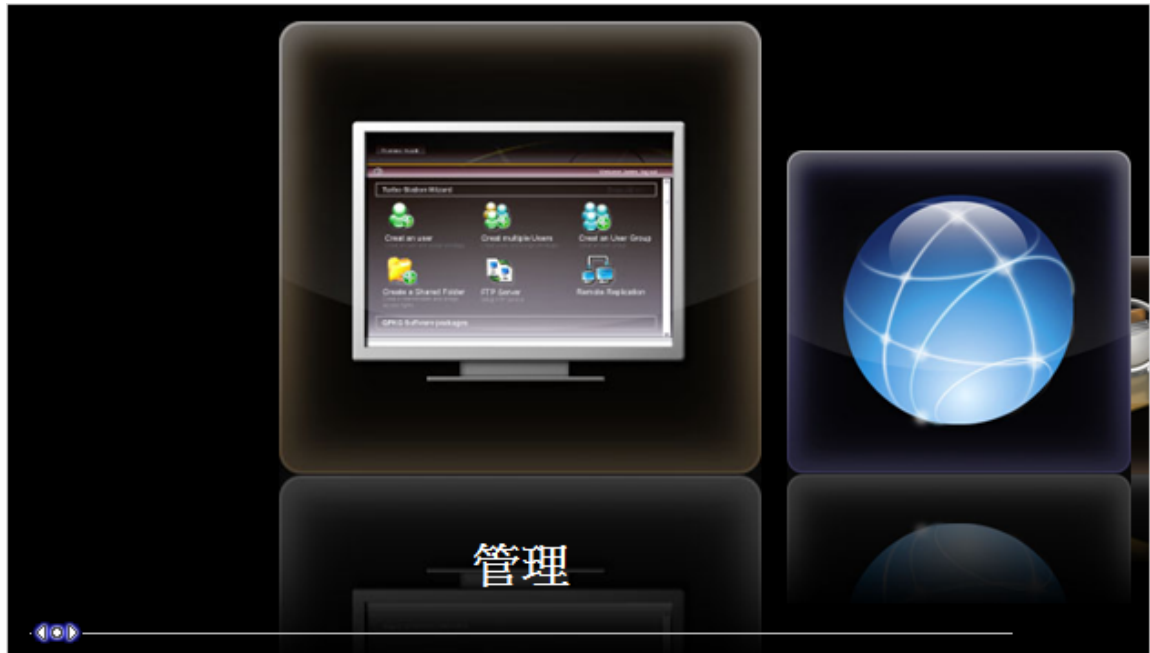 Turbo Station Wizard
Creat an user
Creat multiple Users
Creat an User Group
Create a Shared Folder
FTP Server
Remote Replication
QPKG Software packages
管理